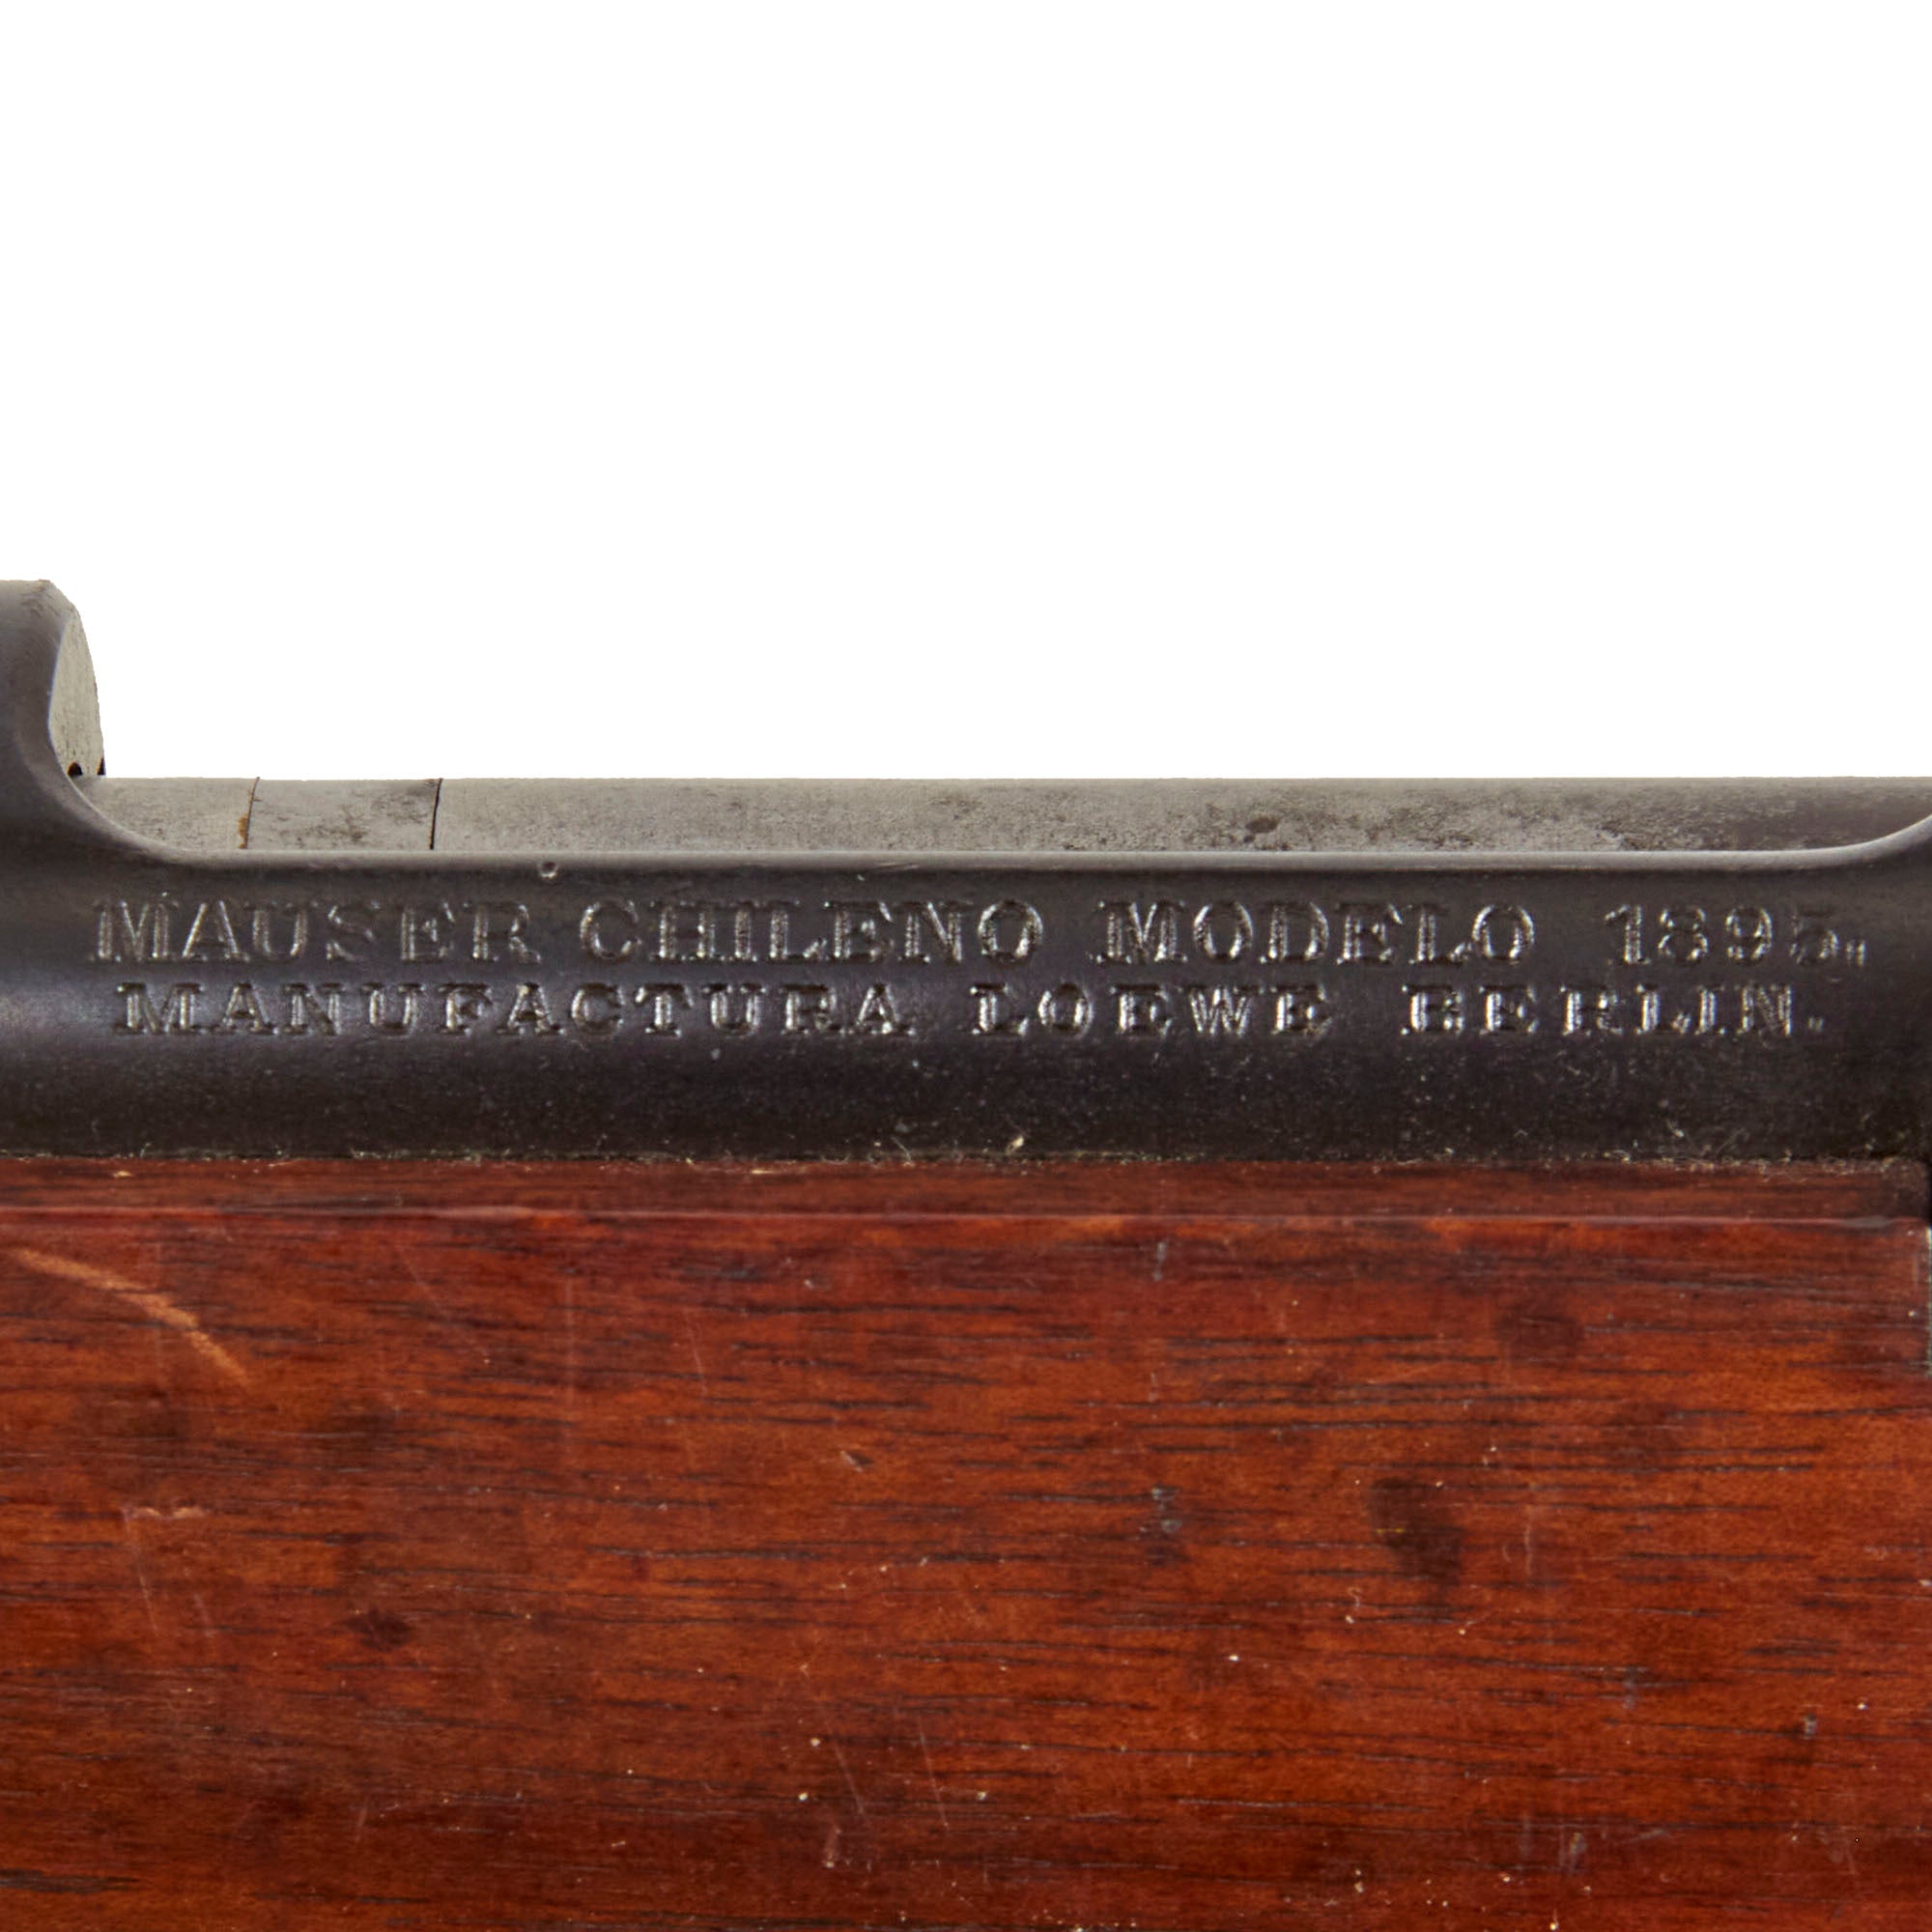 MAUSER CHILENO MODELO 1895,,
MANUFACTURA LOEWE BERLIN.